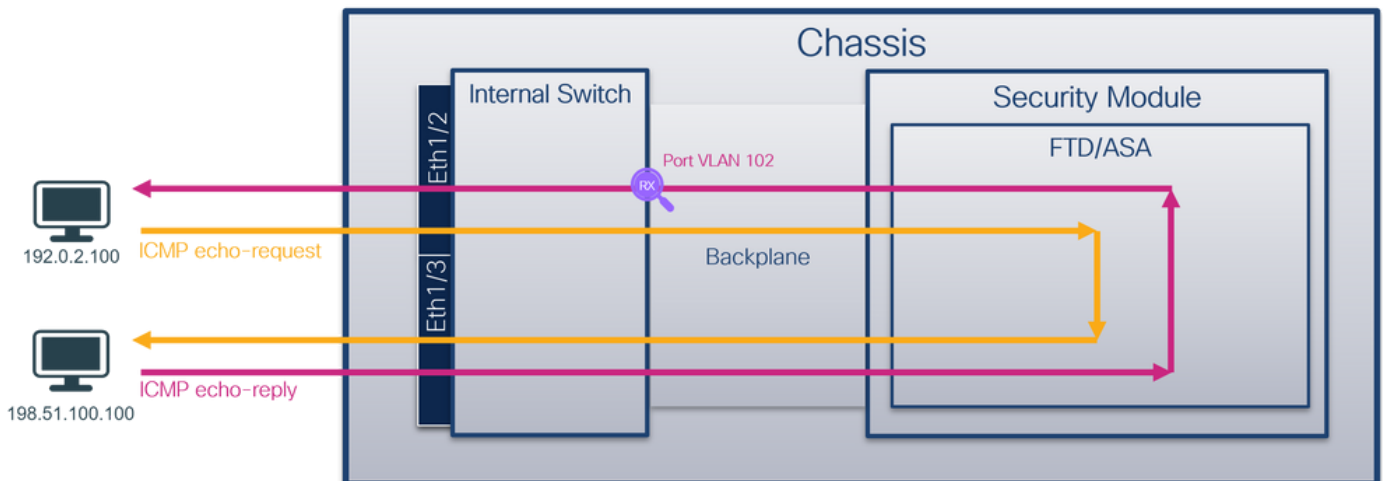 Chassis
Internal Switch
Security Module
FTD/ASA
Eth1/2
Port VLAN 102
RX
192.0.2.100
ICMP echo-request
Backplane
Eth1/3
ICMP echo-reply
198.51.100.100